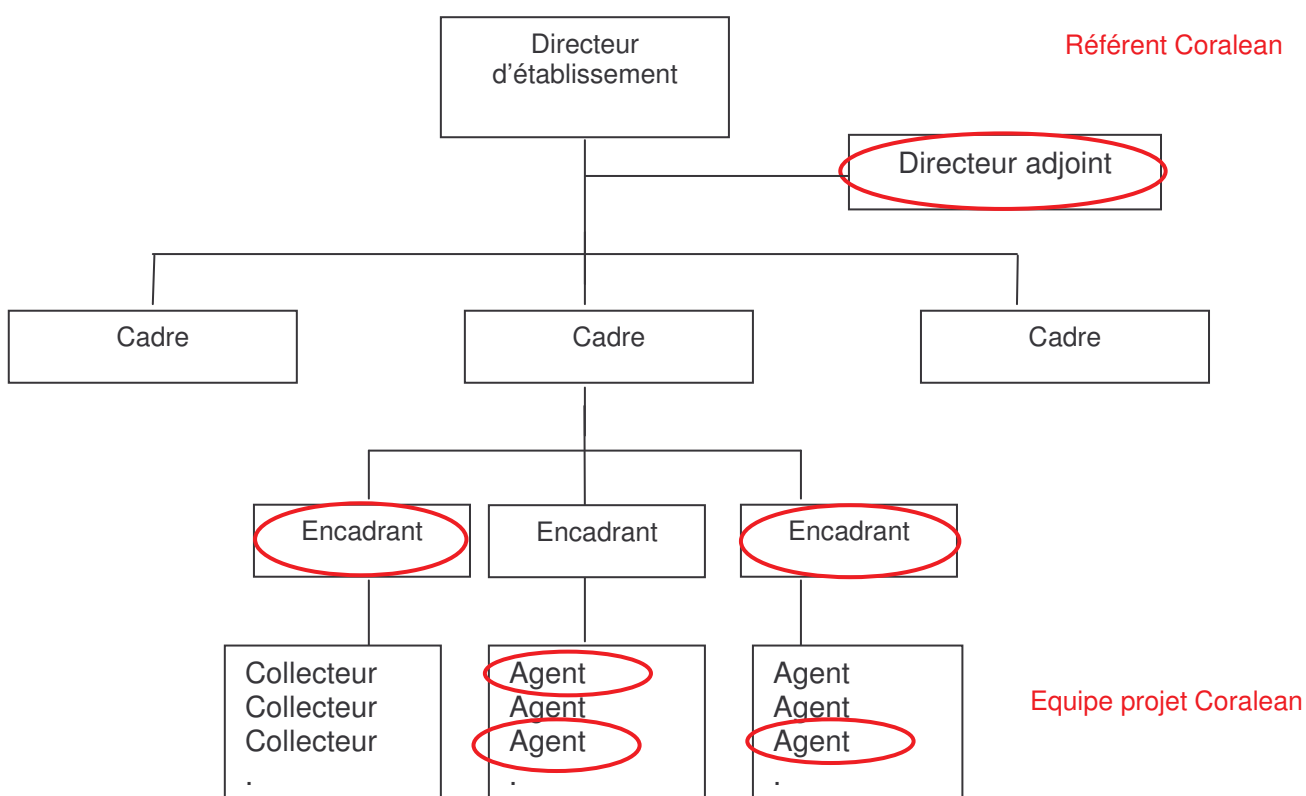 Directeur
d'établissement
Référent Coralean
Directeur adjoint
Cadre
Cadre
Cadre
Encadrant
Encadrant
Encadrant
Collecteur
Collecteur
Collecteur
.
Agent
Agent
Agent
.
Agent
Agent
Agent
.
Equipe projet Coralean